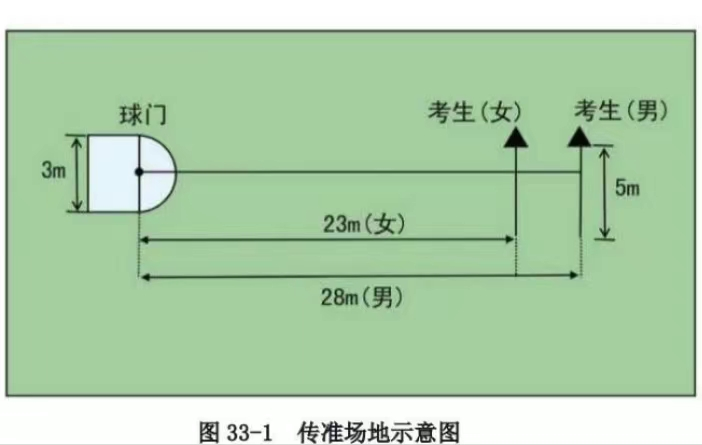 球门
考生(女)
考生(男)
3m
5m
23m(女)
28m(男)
图 33-1 传准场地示意图